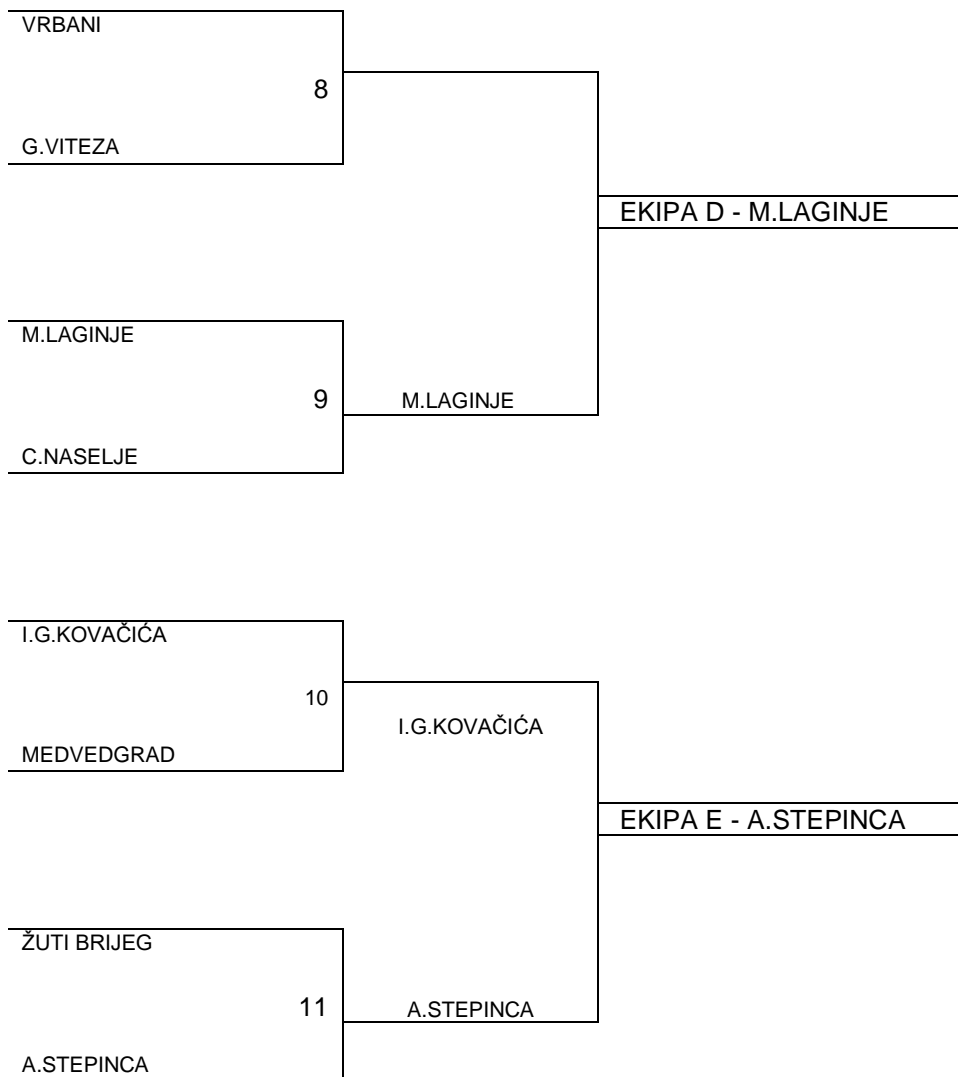 VRBANI
8
G.VITEZA
EKIPA D - M.LAGINJE
M.LAGINJE
9
M.LAGINJE
C.NASELJE
I.G.KOVAČIĆA
10
I.G.KOVAČIĆA
MEDVEDGRAD
EKIPA E - A.STEPINCA
ŽUTI BRIJEG
11
A.STEPINCA
A.STEPINCA